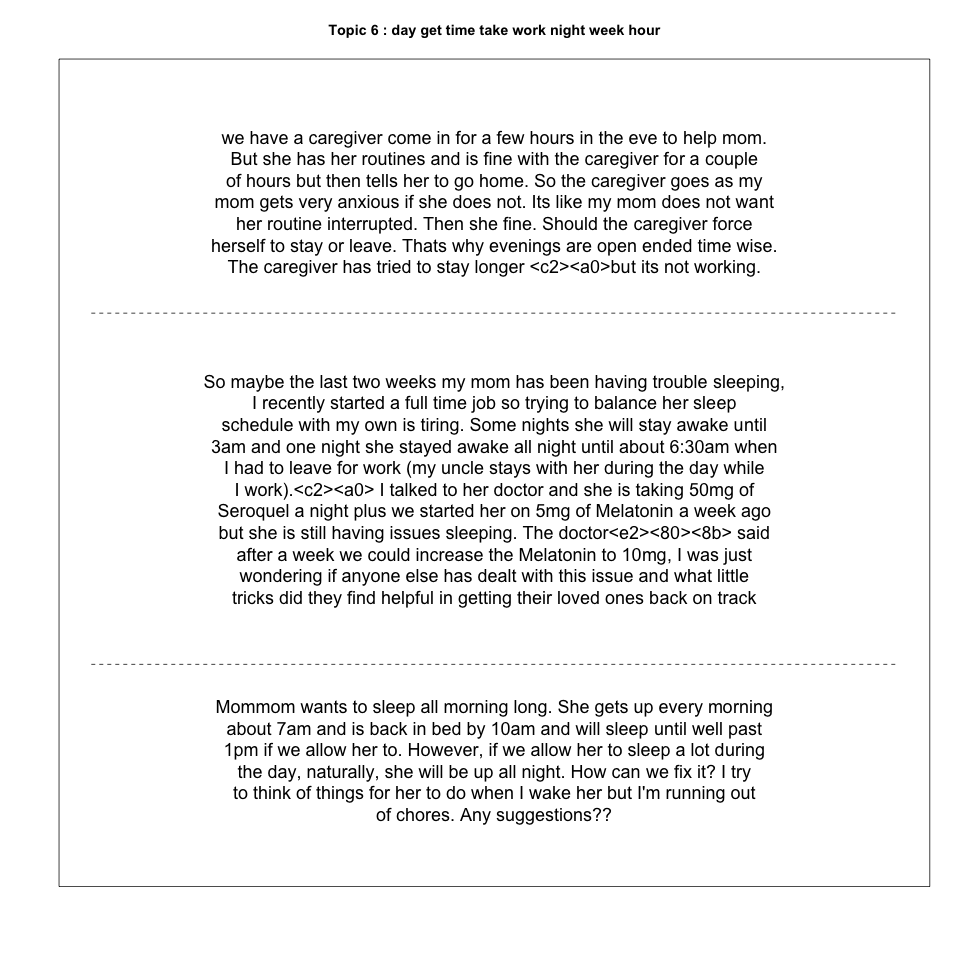 Topic 6 : day get time take work night week hour
we have a caregiver come in for a few hours in the eve to help mom.
But she has her routines and is fine with the caregiver for a couple
of hours but then tells her to go home. So the caregiver goes as my
mom gets very anxious if she does not. Its like my mom does not want
her routine interrupted. Then she fine. Should the caregiver force
herself to stay or leave. Thats why evenings are open ended time wise.
The caregiver has tried to stay longer <c2><a0>but its not working.
So maybe the last two weeks my mom has been having trouble sleeping,
I recently started a full time job so trying to balance her sleep
schedule with my own is tiring. Some nights she will stay awake until
3am and one night she stayed awake all night until about 6:30am when
I had to leave for work (my uncle stays with her during the day while
I work).<c2><a0> I talked to her doctor and she is taking 50mg of
Seroquel a night plus we started her on 5mg of Melatonin a week ago
but she is still having issues sleeping. The doctor<e2><80><8b> said
after a week we could increase the Melatonin to 10mg, I was just
wondering if anyone else has dealt with this issue and what little
tricks did they find helpful in getting their loved ones back on track
Mommom wants to sleep all morning long. She gets up every morning
about 7am and is back in bed by 10am and will sleep until well past
1pm if we allow her to. However, if we allow her to sleep a lot during
the day, naturally, she will be up all night. How can we fix it? I try
to think of things for her to do when I wake her but I'm running out
of chores. Any suggestions??